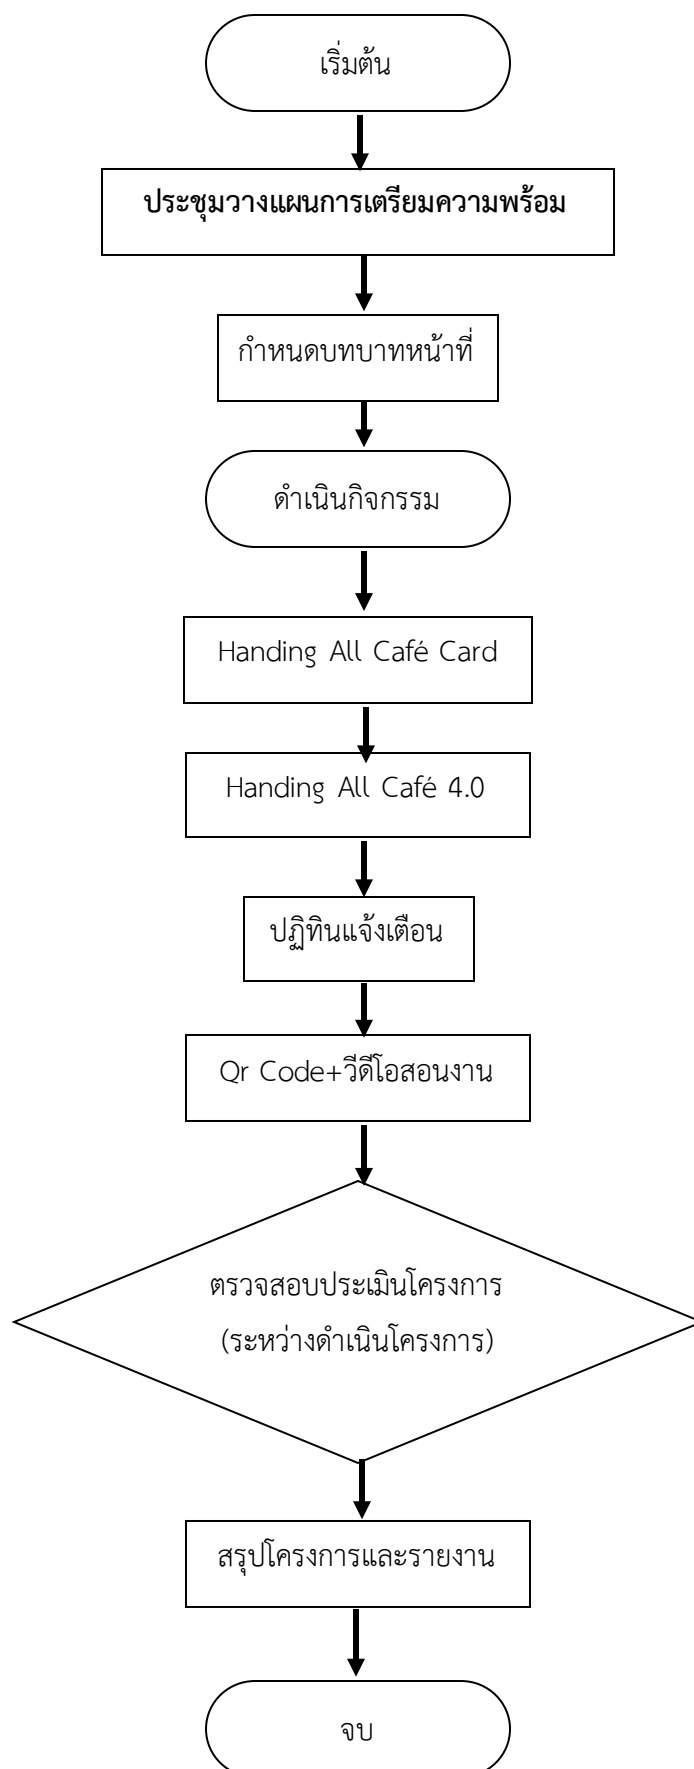 เริ่มต้น
ประชุมวางแผนการเตรียมความพร้อม
กำหนดบทบาทหน้าที่
ดำเนินกิจกรรม
Handing All Café Card
Handing All Café 4.0
ปฏิทินแจ้งเตือน
Qr Code+วีดีโอสอนงาน
ตรวจสอบประเมินโครงการ
(ระหว่างดำเนินโครงการ)
สรุปโครงการและรายงาน
จบ